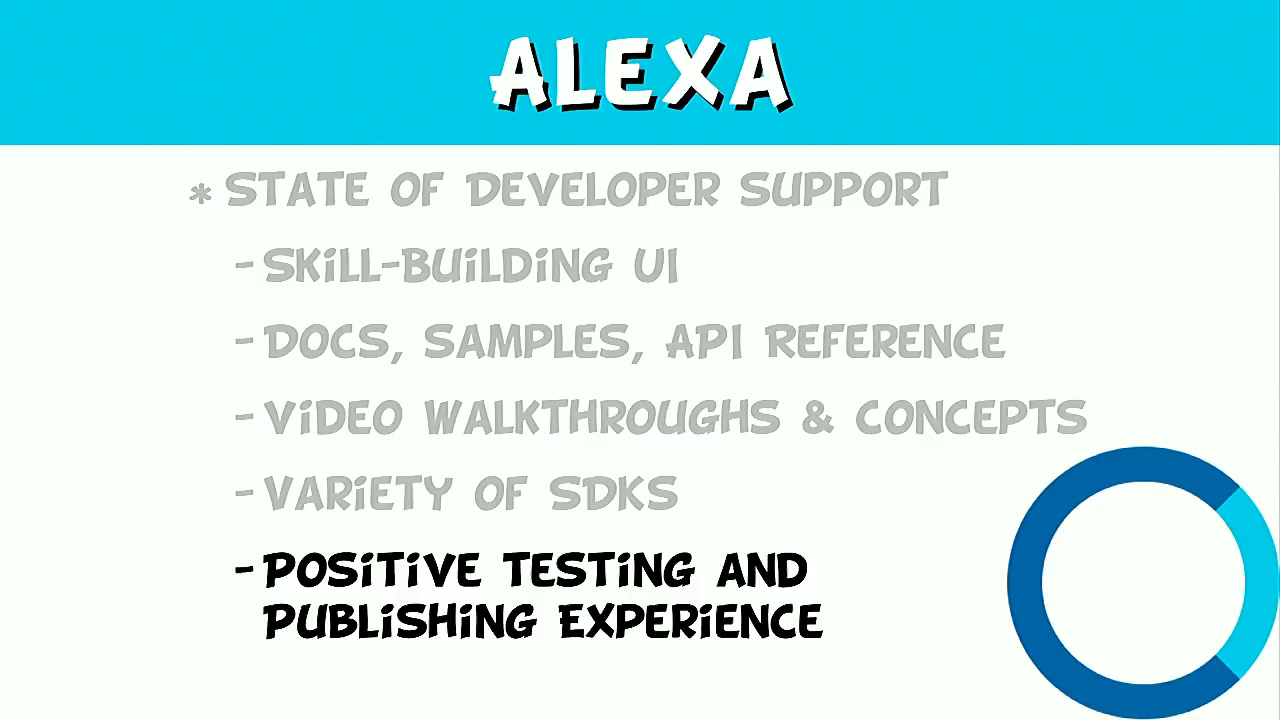 ALEXA
* STATE OF DEVELOPER SUPPORT
- SKiLL-BUiLDiNG UI
- DOCS, SAMPLES, API REFERENCE
- ViDEO WALKTHROUGHS & CONCEPTS
- VARiETY OF SDKS
- POSiTiVE TESTiNG AND
PUBLiSHiNG EXPERiENCE